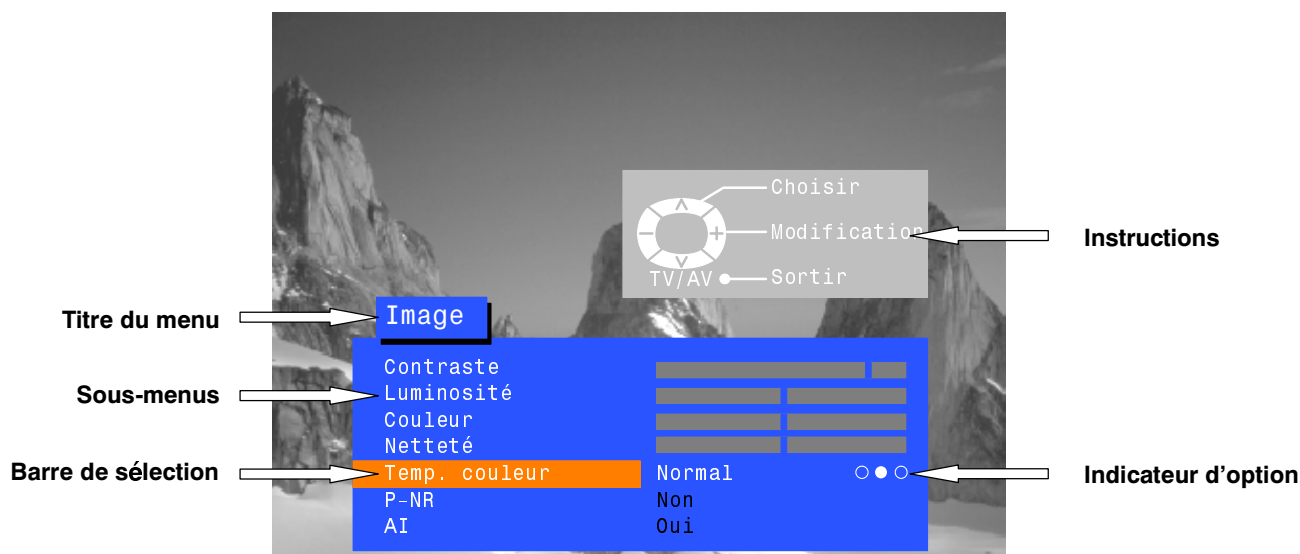 Choisir
Modification
Instructions
TV/AV
Sortir
Titre du menu
Image
Contraste
Sous-menus
Luminosité
Couleur
Netteté
Barre de sélection
Temp. couleur
Normal
Indicateur d'option
P-NR
Non
AI
Oui